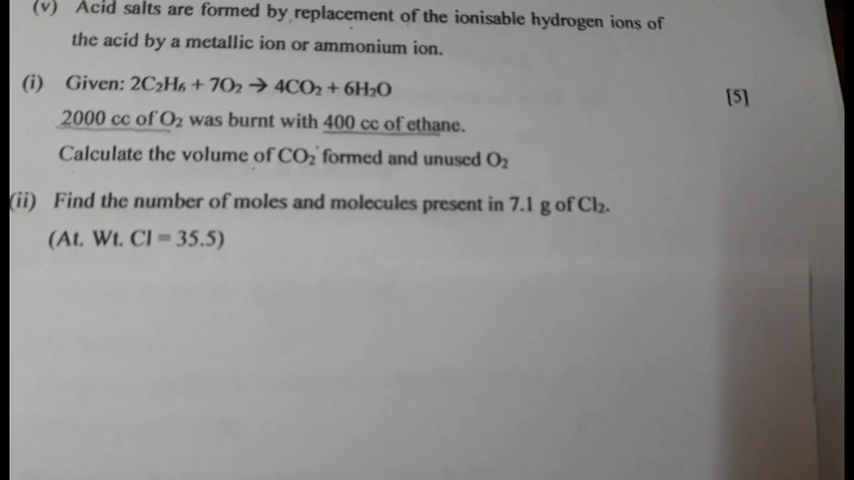 (v) Acid salts are formed by replacement of the ionisable hydrogen ions of
the acid by a metallic ion or ammonium ion.
(i) Given: 2C₂H₆ + 7O₂ → 4CO₂ + 6H₂O [5]
2000 cc of O₂ was burnt with 400 cc of ethane.
Calculate the volume of CO₂ formed and unused O₂
(ii) Find the number of moles and molecules present in 7.1 g of Cl₂.
(At. Wt. Cl = 35.5)